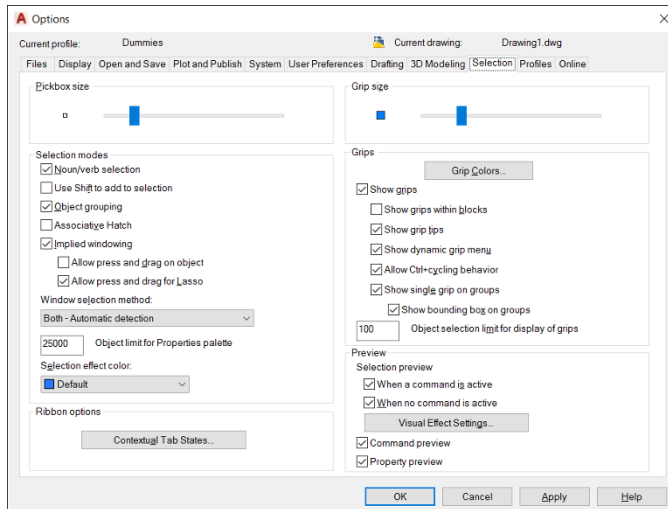 Options
Current profile: Dummies Current drawing: Drawing1.dwg
Files Display Open and Save Plot and Publish System User Preferences Drafting 3D Modeling Selection Profiles Online
Pickbox size
Selection modes
Noun/verb selection
Use Shift to add to selection
Object grouping
Associative Hatch
Implied windowing
Allow press and drag on object
Allow press and drag for Lasso
Window selection method:
Both - Automatic detection
25000 Object limit for Properties palette
Selection effect color:
Default
Ribbon options
Contextual Tab States...
Grip size
Grips
Grip Colors...
Show grips
Show grips within blocks
Show grip tips
Show dynamic grip menu
Allow Ctrl+cycling behavior
Show single grip on groups
Show bounding box on groups
100 Object selection limit for display of grips
Preview
Selection preview
When a command is active
When no command is active
Visual Effect Settings...
Command preview
Property preview
OK Cancel Apply Help